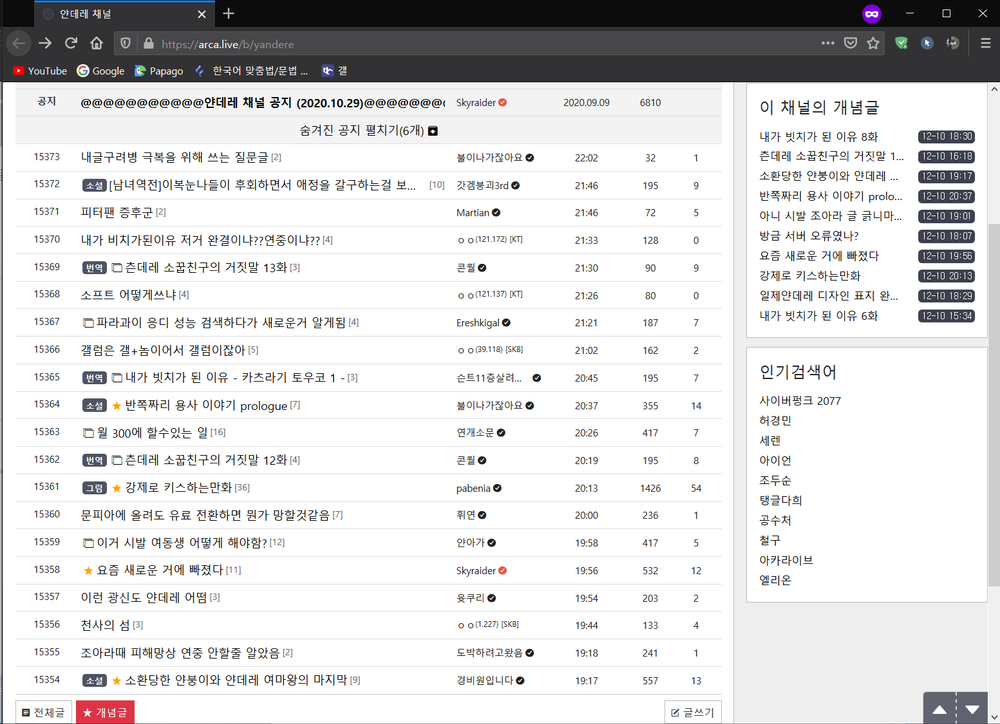 얀데레 채널
https://arca.live/b/yandere
YouTube Google Papago 한국어 맞춤법/문법 ... 갤
공지 @@@@@@@@@@@얀데레 채널 공지 (2020.10.29)@@@@@@@ Skyraider 2020.09.09 6810
숨겨진 공지 펼치기(6개)
15373 내글구려병 극복을 위해 쓰는 질문글 [2] 불이나가잖아요 22:02 32 1
15372 소설 [남녀역전]이복눈나들이 후회하면서 애정을 갈구하는걸 보... [10] 갓겜붕괴3rd 21:46 195 9
15371 피터팬 증후군 [2] Martian 21:46 72 5
15370 내가 비치가된이유 저거 완결이냐??연중이냐?? [4] ㅇㅇ(121.172) [KT] 21:33 128 0
15369 번역 츤데레 소꿉친구의 거짓말 13화 [3] 콘월 21:30 90 9
15368 소프트 어떻게쓰냐 [4] ㅇㅇ(121.137) [KT] 21:26 80 0
15367 파라과이 응디 성능 검색하다가 새로운거 알게됨 [4] Ereshkigal 21:21 187 7
15366 갤럼은 갤+놈이어서 갤럼이잖아 [5] ㅇㅇ(39.118) [SKB] 21:02 162 2
15365 번역 내가 빗치가 된 이유 - 카츠라기 토우코 1 - [3] 슨트11층살려... 20:45 195 7
15364 소설 반쪽짜리 용사 이야기 prologue [7] 불이나가잖아요 20:37 355 14
15363 월 300에 할수있는 일 [16] 연개소문 20:26 417 7
15362 번역 츤데레 소꿉친구의 거짓말 12화 [4] 콘월 20:19 195 8
15361 그림 강제로 키스하는만화 [36] pabenia 20:13 1426 54
15360 문피아에 올려도 유료 전환하면 뭔가 망할것같음 [7] 휘연 20:00 236 1
15359 이거 시발 여동생 어떻게 해야함? [12] 얀아가 19:58 417 5
15358 요즘 새로운 거에 빠졌다 [11] Skyraider 19:56 532 12
15357 이런 광신도 얀데레 어떰 [3] 윳쿠리 19:54 203 2
15356 천사의 섬 [3] ㅇㅇ(1.227) [SKB] 19:44 133 4
15355 조아라때 피해망상 연중 안할줄 알았음 [2] 도박하려고왔음 19:18 241 1
15354 소설 소환당한 얀붕이와 얀데레 여마왕의 마지막 [9] 경비원입니다 19:17 557 13
전체글 개념글 글쓰기
이 채널의 개념글
내가 빗치가 된 이유 8화 12-10 18:30
츤데레 소꿉친구의 거짓말 1... 12-10 16:18
소환당한 얀붕이와 얀데레 ... 12-10 19:17
반쪽짜리 용사 이야기 prolo... 12-10 20:37
아니 시발 조아라 글 긁니마... 12-10 19:01
방금 서버 오류였나? 12-10 18:07
요즘 새로운 거에 빠졌다 12-10 19:56
강제로 키스하는만화 12-10 20:13
일제얀데레 디자인 표지 완... 12-10 18:29
내가 빗치가 된 이유 6화 12-10 15:34
인기검색어
사이버펑크 2077
허경민
세렌
아이언
조두순
탱글다희
공수처
철구
아카라이브
엘리온